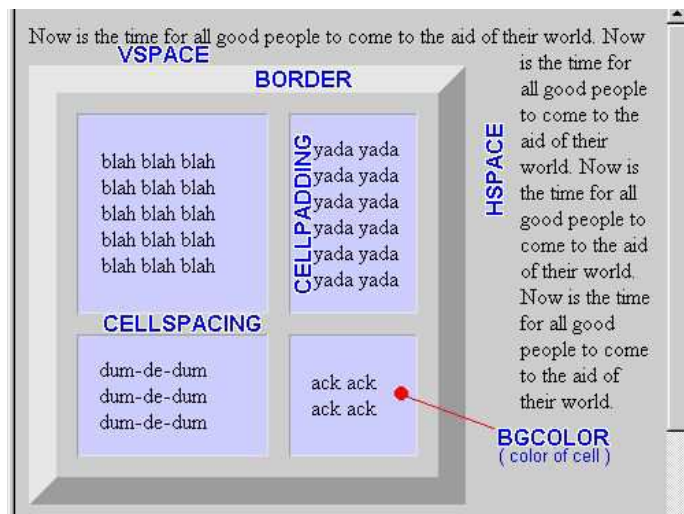 Now is the time for all good people to come to the aid of their world. Now
is the time for
all good people
to come to the
aid of their
world. Now is
the time for all
good people to
come to the aid
of their world.
Now is the time
for all good
people to come
to the aid of
their world.
VSPACE
BORDER
HSPACE
blah blah blah
blah blah blah
blah blah blah
blah blah blah
blah blah blah
CELLPADDING
yada yada
yada yada
yada yada
yada yada
yada yada
yada yada
CELLSPACING
dum-de-dum
dum-de-dum
dum-de-dum
ack ack
ack ack
BGCOLOR
( color of cell )